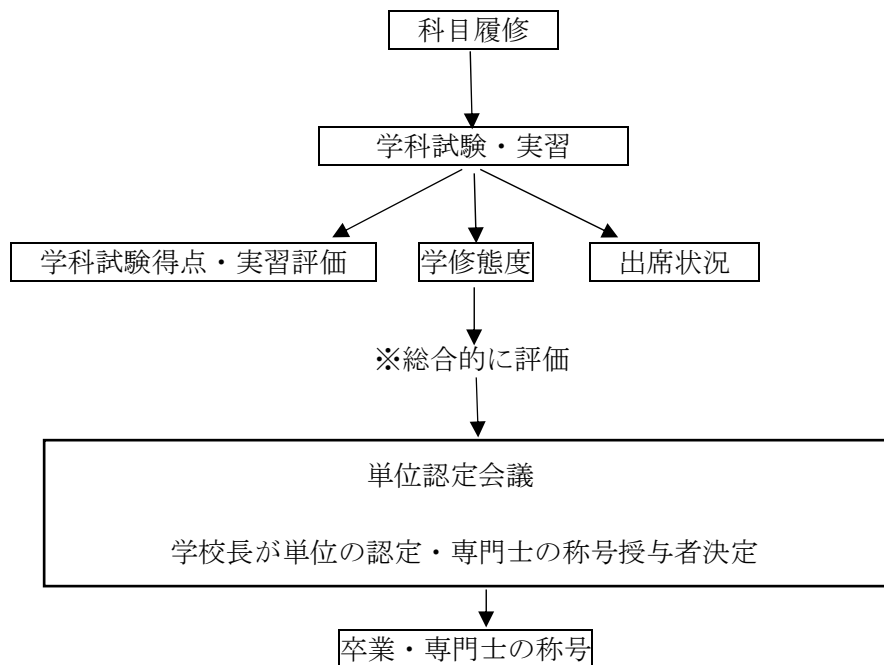 科目履修
学科試験・実習
学科試験得点・実習評価
学修態度
出席状況
※総合的に評価
単位認定会議
学校長が単位の認定・専門士の称号授与者決定
卒業・専門士の称号